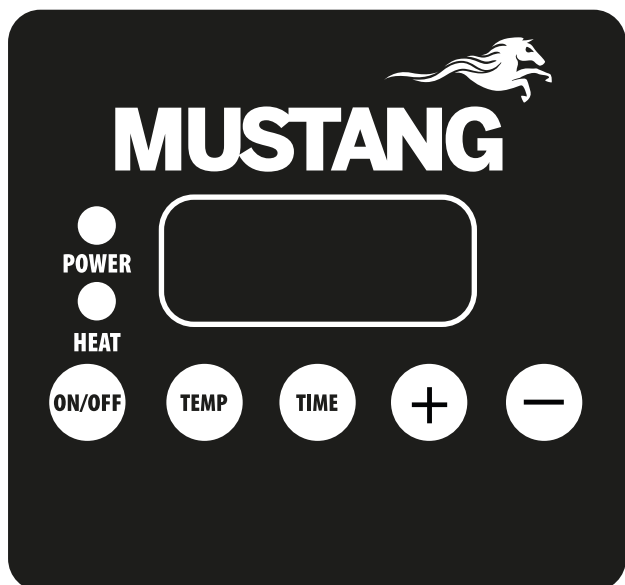 MUSTANG
POWER
HEAT
ON/OFF TEMP TIME + −